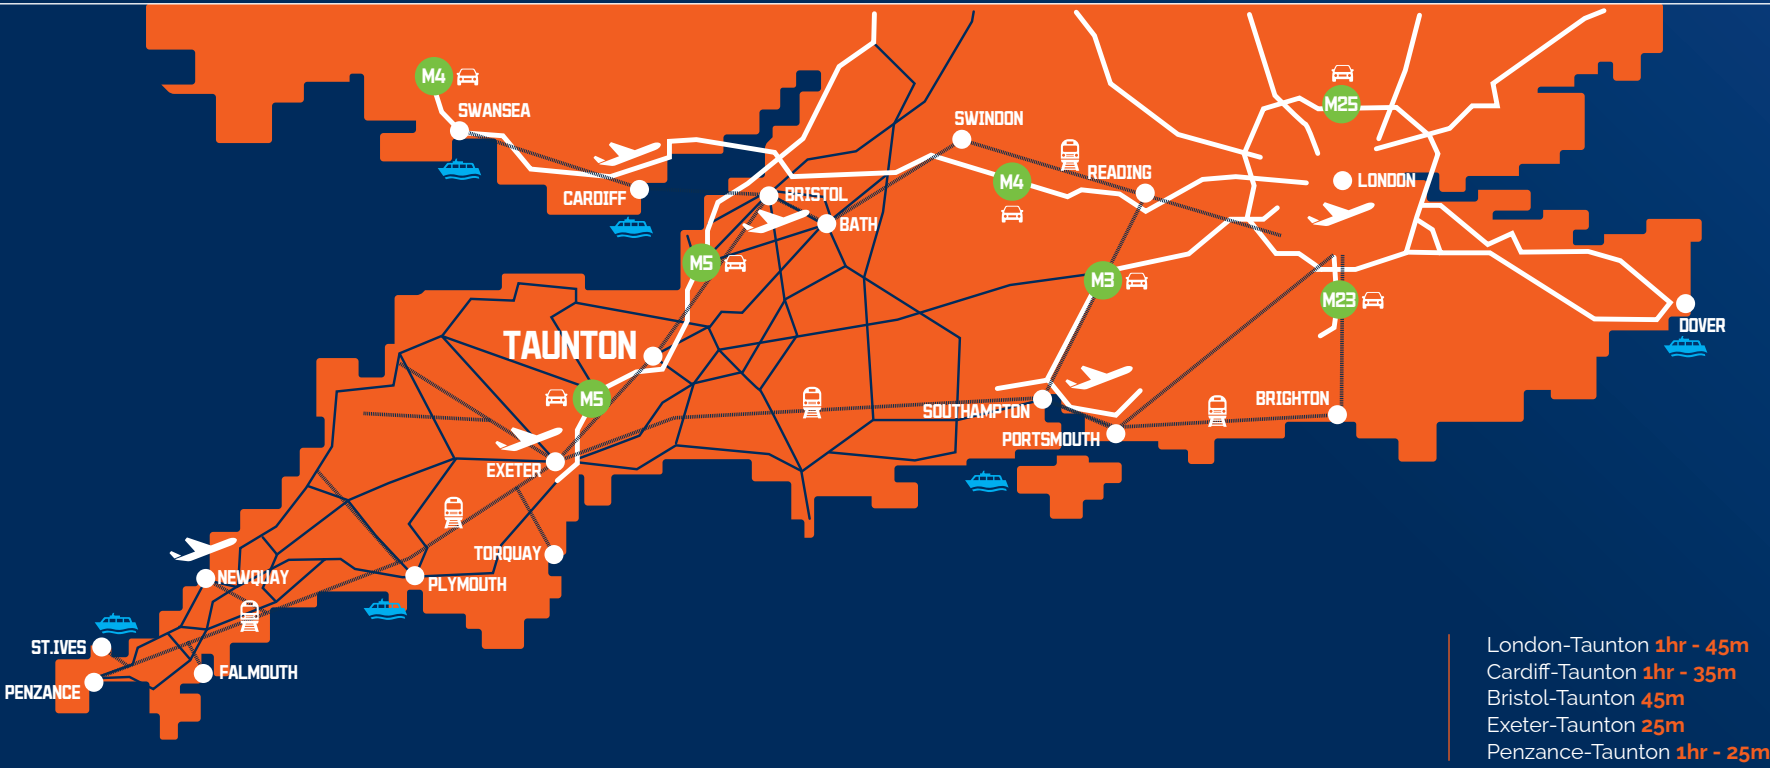 M4
SWANSEA
CARDIFF
SWINDON
M4
READING
M25
LONDON
BRISTOL
BATH
M5
M3
M23
DOVER
TAUNTON
M5
SOUTHAMPTON
PORTSMOUTH
BRIGHTON
EXETER
TORQUAY
PLYMOUTH
NEWQUAY
ST.IVES
PENZANCE
FALMOUTH
London-Taunton 1hr - 45m
Cardiff-Taunton 1hr - 35m
Bristol-Taunton 45m
Exeter-Taunton 25m
Penzance-Taunton 1hr - 25m